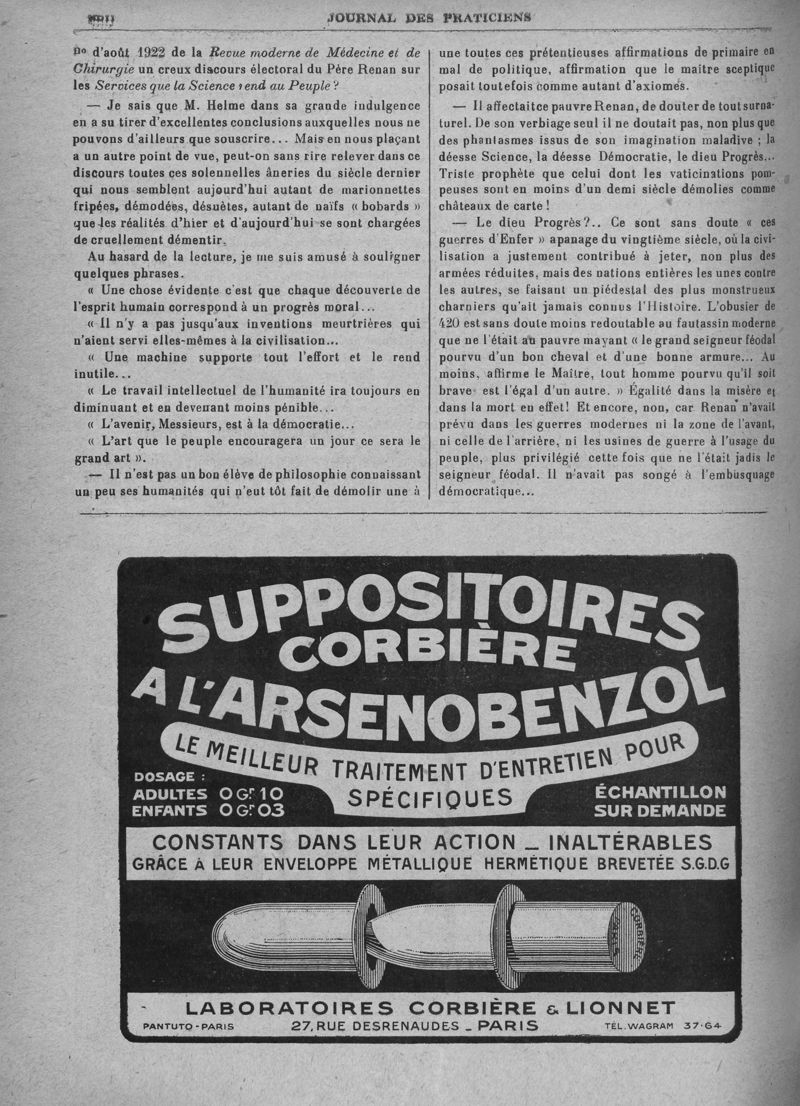 JOURNAL DES PRATICIENS
no d'août 1922 de la Revue moderne de Médecine et de
Chirurgie un creux discours électoral du Père Renan sur
les Services que la Science rend au Peuple ?
— Je sais que M. Helme dans sa grande indulgence
en a su tirer d'excellentes conclusions auxquelles nous ne
pouvons d'ailleurs que souscrire... Mais en nous plaçant
a un autre point de vue, peut-on sans rire relever dans ce
discours toutes ces solennelles âneries du siècle dernier
qui nous semblent aujourd'hui autant de marionnettes
fripées, démodées, désuètes, autant de naïfs « bobards »
que les réalités d'hier et d'aujourd'hui se sont chargées
de cruellement démentir.
Au hasard de la lecture, je me suis amusé à souligner
quelques phrases.
« Une chose évidente c'est que chaque découverte de
l'esprit humain correspond à un progrès moral...
« Il n'y a pas jusqu'aux inventions meurtrières qui
n'aient servi elles-mêmes à la civilisation...
« Une machine supporte tout l'effort et le rend
inutile...
« Le travail intellectuel de l'humanité ira toujours en
diminuant et en devenant moins pénible...
« L'avenir, Messieurs, est à la démocratie...
« L'art que le peuple encouragera un jour ce sera le
grand art ».
— Il n'est pas un bon élève de philosophie connaissant
un peu ses humanités qui n'eut tôt fait de démolir une à
une toutes ces prétentieuses affirmations de primaire en
mal de politique, affirmation que le maître sceptique
posait toutefois comme autant d'axiomes.
— Il affectait ce pauvre Renan, de douter de tout surna-
turel. De son verbiage seul il ne doutait pas, non plus que
des phantasmes issus de son imagination maladive ; la
déesse Science, la déesse Démocratie, le dieu Progrès...
Triste prophète que celui dont les vaticinations pom-
peuses sont en moins d'un demi siècle démolies comme
châteaux de carte !
— Le dieu Progrès ?.. Ce sont sans doute « ces
guerres d'Enfer » apanage du vingtième siècle, où la civi-
lisation a justement contribué à jeter, non plus des
armées réduites, mais des nations entières les unes contre
les autres, se faisant un piédestal des plus monstrueux
charniers qu'ait jamais connus l'Histoire. L'obusier de
420 est sans doute moins redoutable au fantassin moderne
que ne l'était au pauvre manant « le grand seigneur féodal
pourvu d'un bon cheval et d'une bonne armure... Au
moins, affirme le Maître, tout homme pourvu qu'il soit
brave est l'égal d'un autre. » Égalité dans la misère et
dans la mort en effet! Et encore, non, car Renan n'avait
prévu dans les guerres modernes ni la zone de l'avant,
ni celle de l'arrière, ni les usines de guerre à l'usage du
peuple, plus privilégié cette fois que ne l'était jadis le
seigneur féodal. Il n'avait pas songé à l'embusquage
démocratique...
SUPPOSITOIRES
CORBIÈRE
A L'ARSENOBENZOL
LE MEILLEUR TRAITEMENT D'ENTRETIEN POUR
SPÉCIFIQUES
DOSAGE :
ADULTES 0 Gr 10
ENFANTS 0 Gr 03
ÉCHANTILLON
SUR DEMANDE
CONSTANTS DANS LEUR ACTION _ INALTÉRABLES
GRÂCE A LEUR ENVELOPPE MÉTALLIQUE HERMÉTIQUE BREVETÉE S.G.D.G
CORBIÈRE
PARIS
LABORATOIRES CORBIÈRE & LIONNET
PANTUTO - PARIS
27, RUE DESRENAUDES _ PARIS
TÉL. WAGRAM 37-64